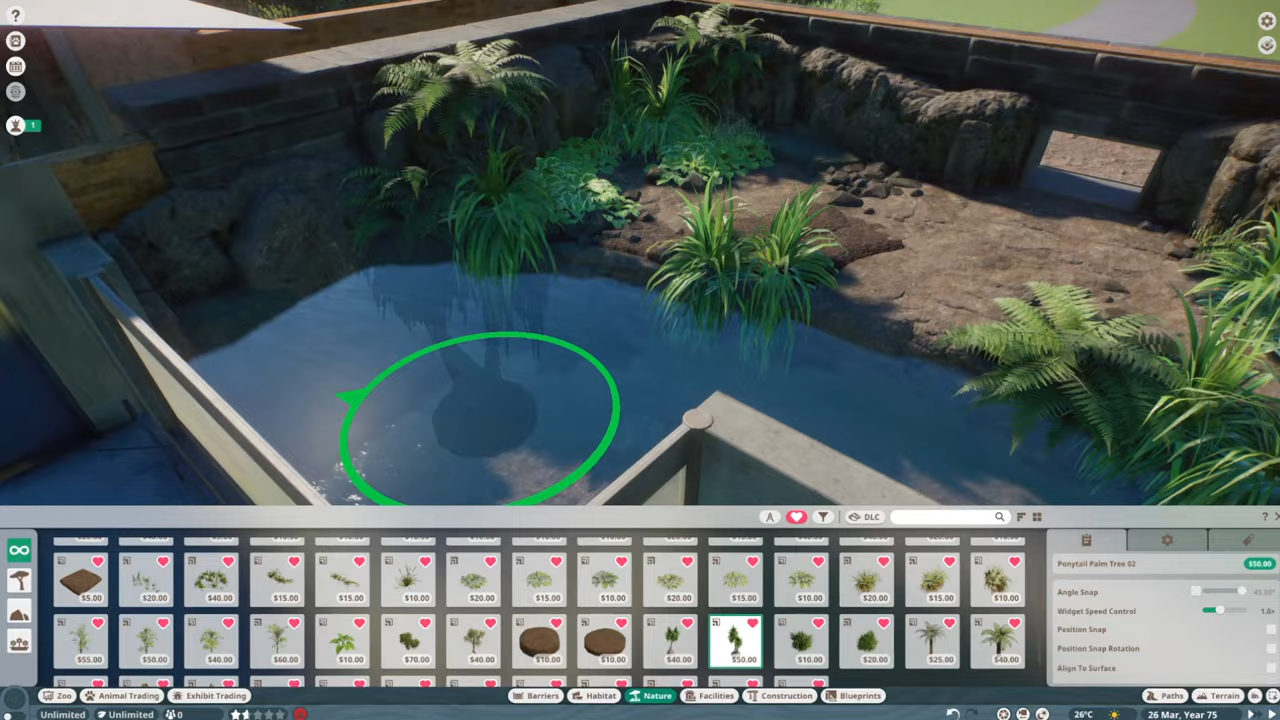 ?
1
A
DLC
? ×
$5.00 $20.00 $40.00 $15.00 $15.00 $10.00 $20.00 $15.00 $10.00 $20.00 $15.00 $10.00 $20.00 $15.00 $10.00
$55.00 $50.00 $40.00 $60.00 $10.00 $70.00 $40.00 $10.00 $10.00 $40.00 $50.00 $10.00 $20.00 $25.00 $40.00
Ponytail Palm Tree 02 $50.00
Angle Snap 45.00°
Widget Speed Control 1.0×
Position Snap
Position Snap Rotation
Align To Surface
Zoo Animal Trading Exhibit Trading Barriers Habitat Nature Facilities Construction Blueprints Paths Terrain
Unlimited Unlimited 0 26°C 26 Mar, Year 75